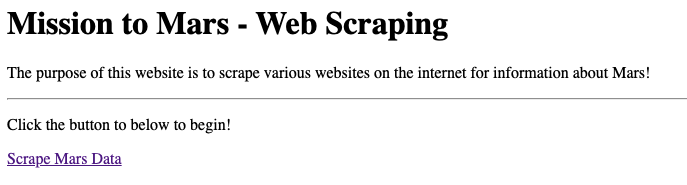 Mission to Mars - Web Scraping
The purpose of this website is to scrape various websites on the internet for information about Mars!
Click the button to below to begin!
Scrape Mars Data